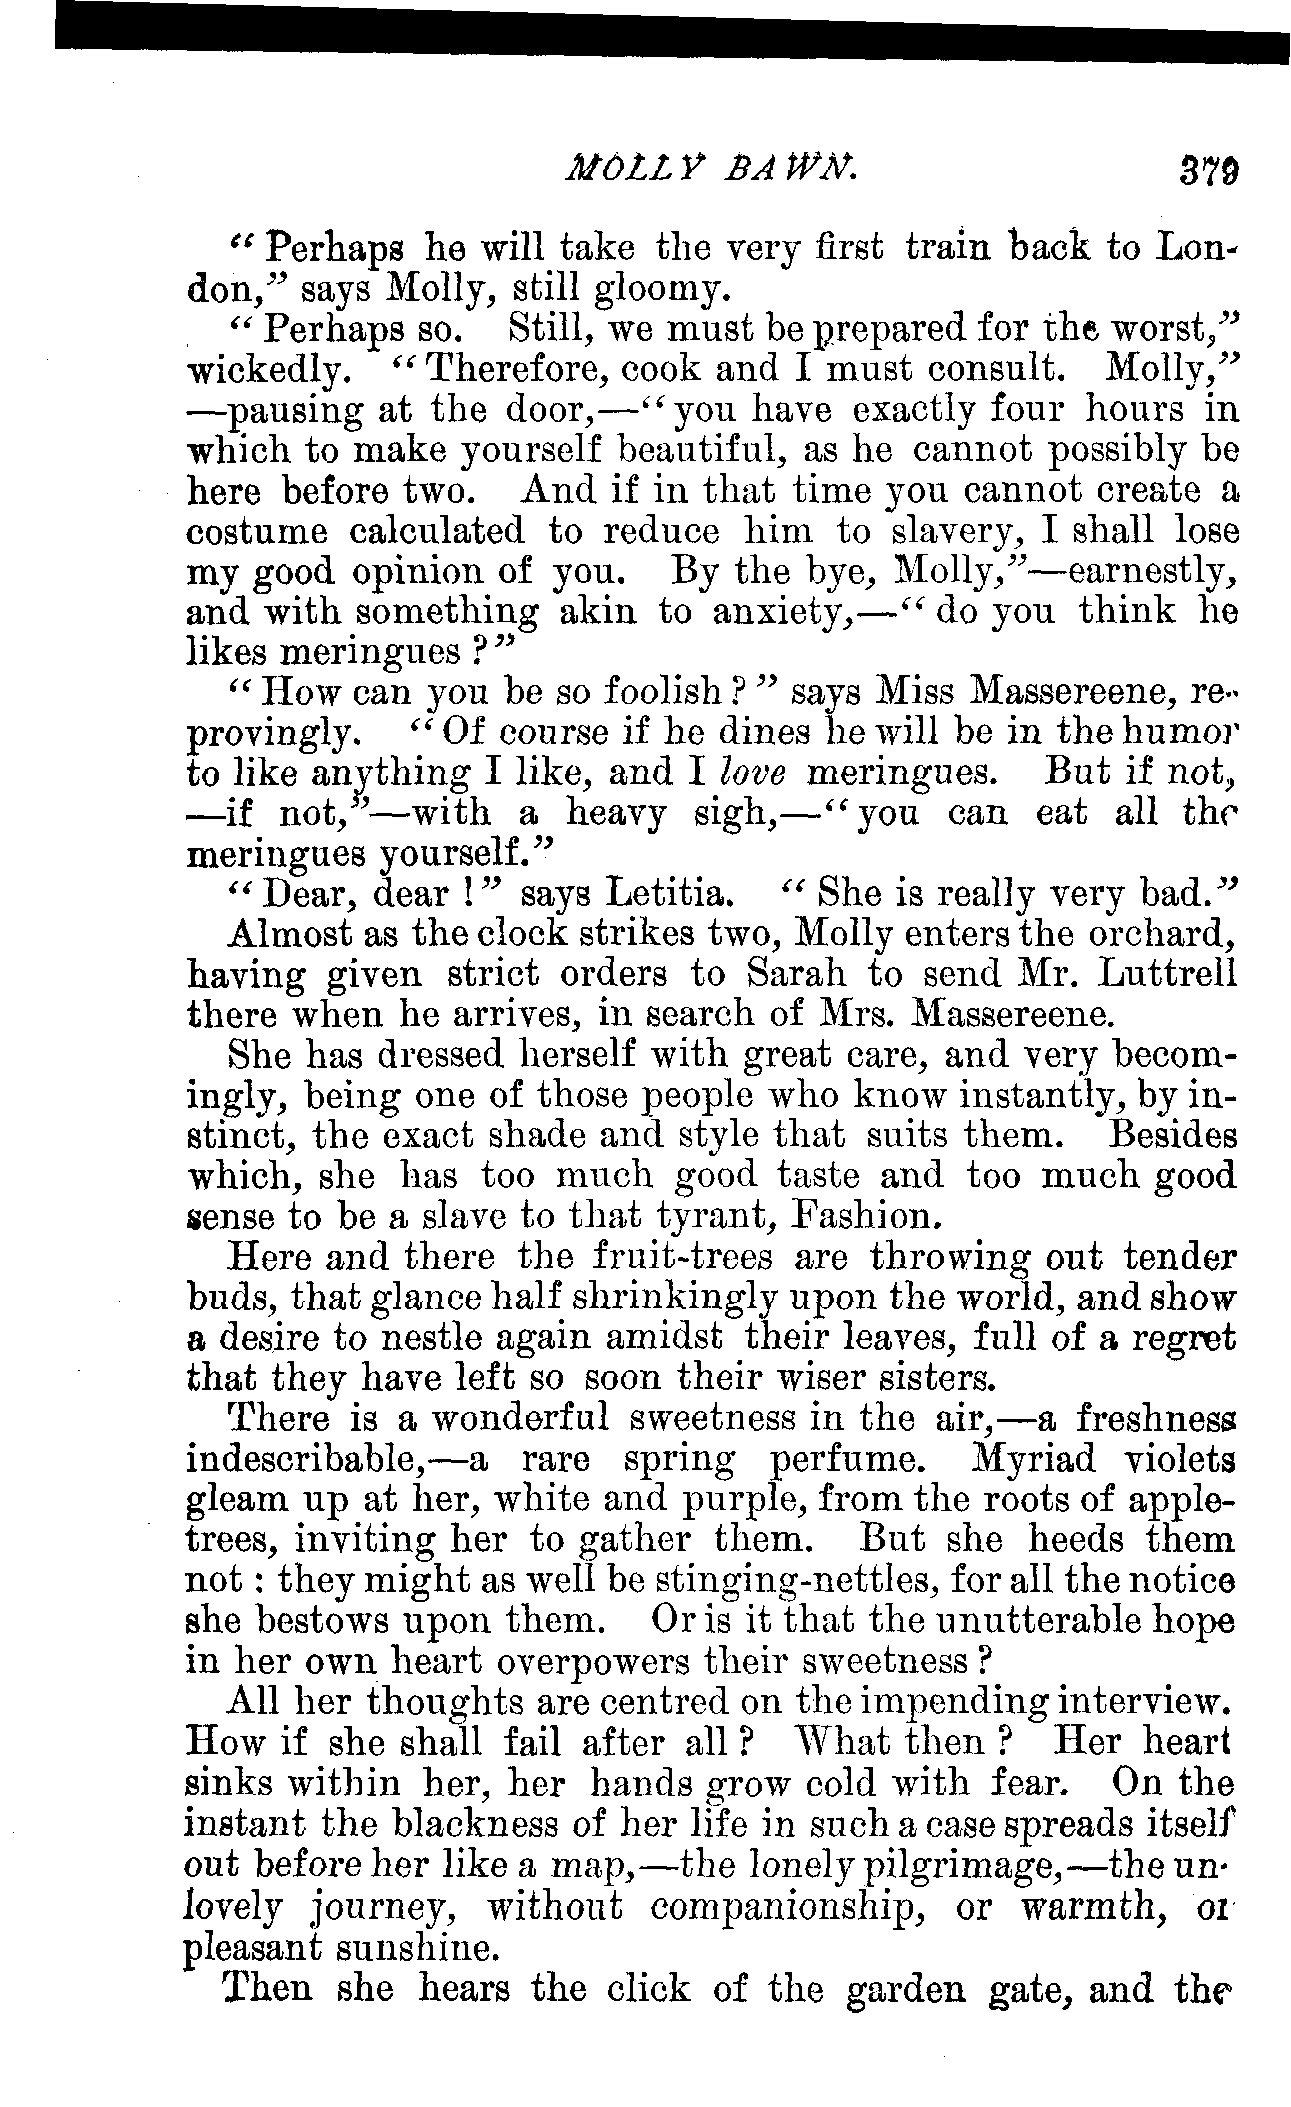 MOLLY BAWN. 379
“Perhaps he will take the very first train back to Lon-
don,” says Molly, still gloomy.
“Perhaps so. Still, we must be prepared for the worst,”
wickedly. “Therefore, cook and I must consult. Molly,”
—pausing at the door,—“you have exactly four hours in
which to make yourself beautiful, as he cannot possibly be
here before two. And if in that time you cannot create a
costume calculated to reduce him to slavery, I shall lose
my good opinion of you. By the bye, Molly,”—earnestly,
and with something akin to anxiety,—“do you think he
likes meringues?”
“How can you be so foolish?” says Miss Massereene, re-
provingly. “Of course if he dines he will be in the humor
to like anything I like, and I love meringues. But if not,
—if not,”—with a heavy sigh,—“you can eat all the
meringues yourself.”
“Dear, dear!” says Letitia. “She is really very bad.”
Almost as the clock strikes two, Molly enters the orchard,
having given strict orders to Sarah to send Mr. Luttrell
there when he arrives, in search of Mrs. Massereene.
She has dressed herself with great care, and very becom-
ingly, being one of those people who know instantly, by in-
stinct, the exact shade and style that suits them. Besides
which, she has too much good taste and too much good
sense to be a slave to that tyrant, Fashion.
Here and there the fruit-trees are throwing out tender
buds, that glance half shrinkingly upon the world, and show
a desire to nestle again amidst their leaves, full of a regret
that they have left so soon their wiser sisters.
There is a wonderful sweetness in the air,—a freshness
indescribable,—a rare spring perfume. Myriad violets
gleam up at her, white and purple, from the roots of apple-
trees, inviting her to gather them. But she heeds them
not: they might as well be stinging-nettles, for all the notice
she bestows upon them. Or is it that the unutterable hope
in her own heart overpowers their sweetness?
All her thoughts are centred on the impending interview.
How if she shall fail after all? What then? Her heart
sinks within her, her hands grow cold with fear. On the
instant the blackness of her life in such a case spreads itself
out before her like a map,—the lonely pilgrimage,—the un-
lovely journey, without companionship, or warmth, or
pleasant sunshine.
Then she hears the click of the garden gate, and the